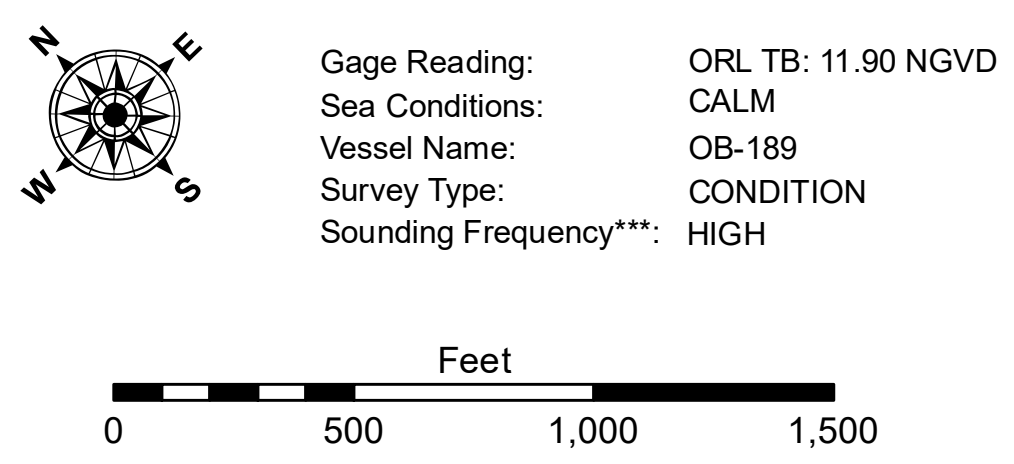 N E
W S
Gage Reading: ORL TB: 11.90 NGVD
Sea Conditions: CALM
Vessel Name: OB-189
Survey Type: CONDITION
Sounding Frequency***: HIGH
Feet
0 500 1,000 1,500